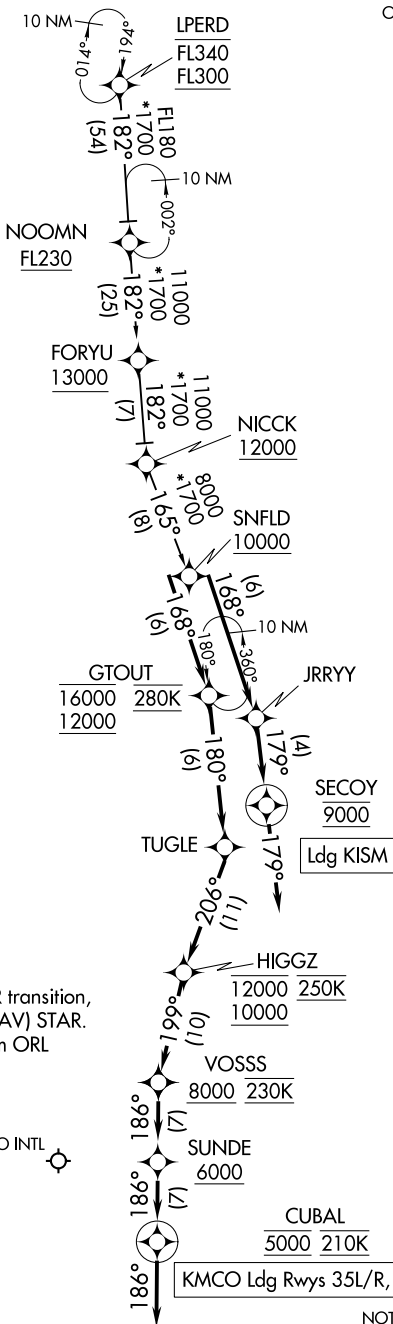 10 NM
014°
194°
LPERD
FL340
FL300
182°
(54)
FL180
*1700
10 NM
002°
NOOMN
FL230
182°
(25)
11000
*1700
FORYU
13000
182°
(7)
11000
*1700
NICCK
12000
165°
(8)
8000
*1700
SNFLD
10000
168°
(6)
168°
(6)
10 NM
180°
360°
GTOUT
16000 280K
12000
JRRYY
179°
(4)
180°
(6)
SECOY
9000
179°
Ldg KISM
TUGLE
206°
(11)
HIGGZ
12000 250K
10000
transition,
AV) STAR.
ORL
199°
(10)
VOSSS
8000 230K
186°
(7)
O INTL
SUNDE
6000
186°
(7)
CUBAL
5000 210K
KMCO Ldg Rwys 35L/R,
186°